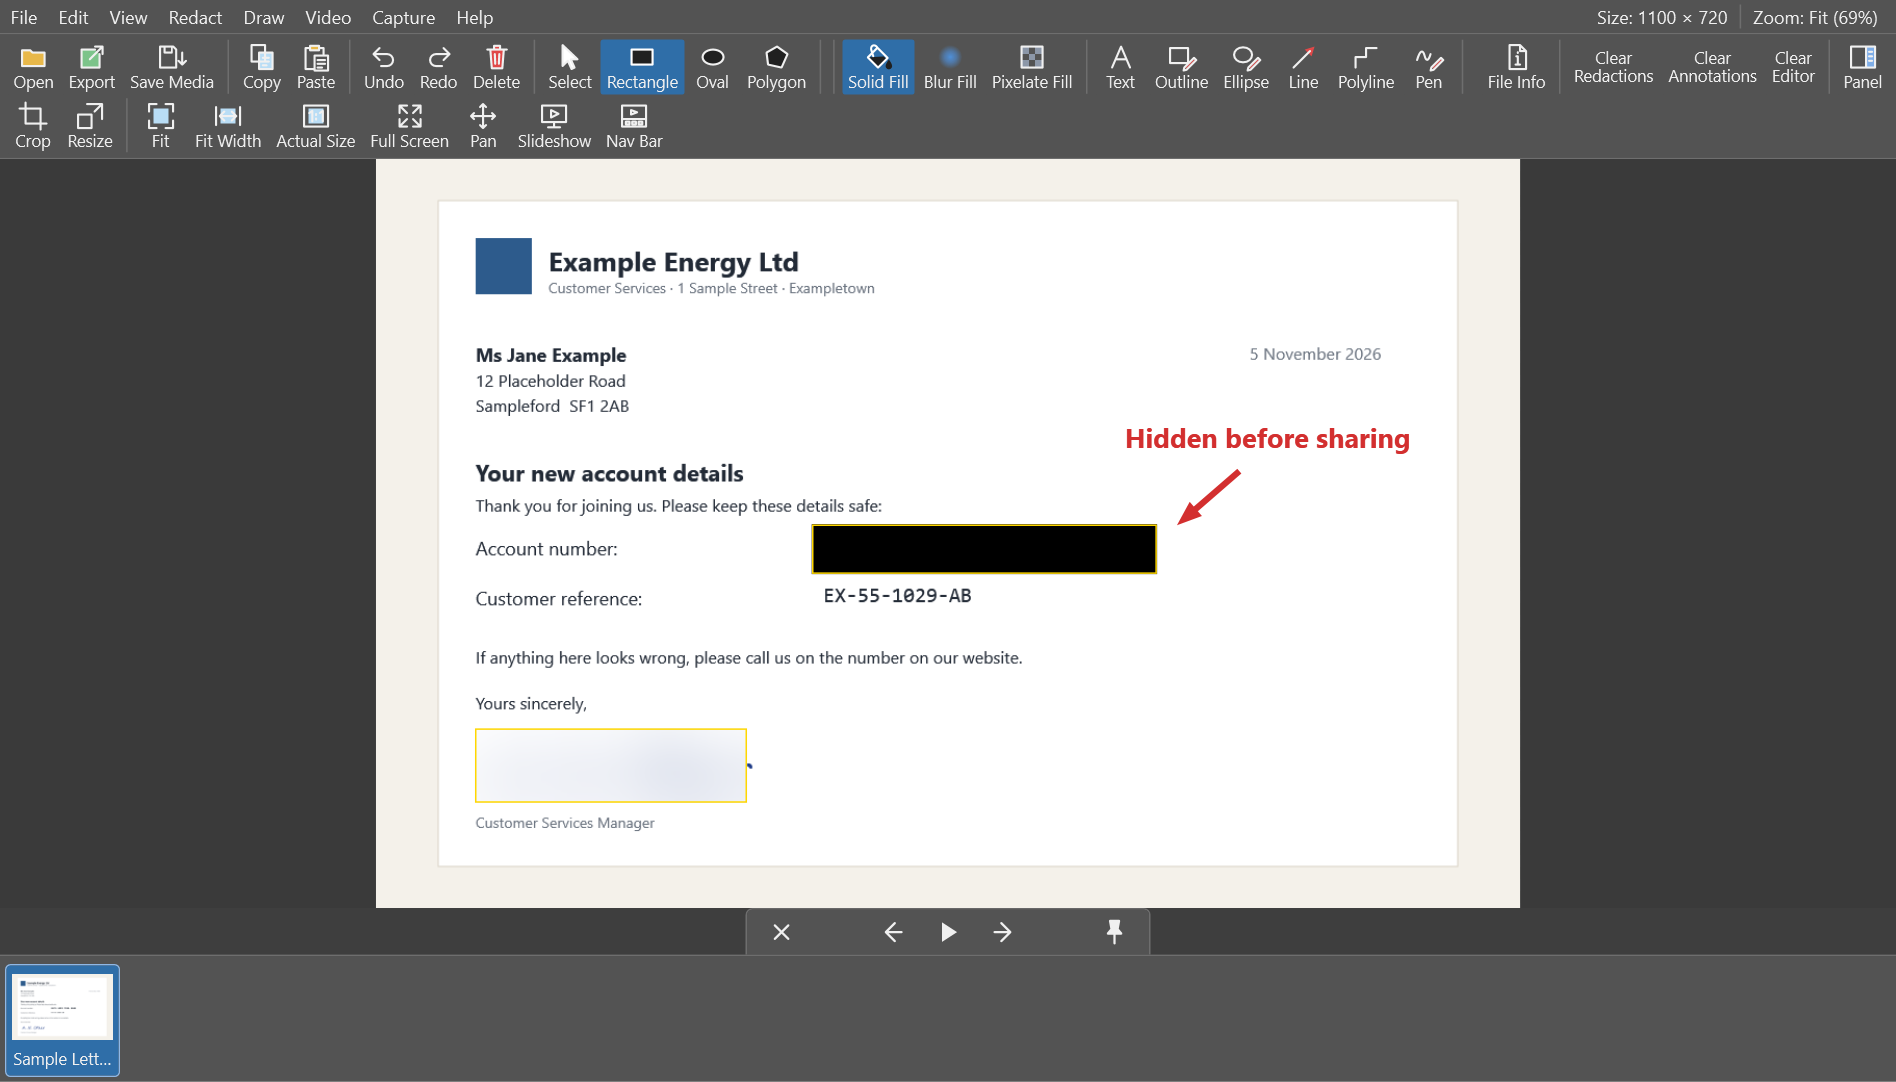 File Edit View Redact Draw Video Capture Help
Size: 1100 × 720 Zoom: Fit (69%)
Open Export Save Media Copy Paste Undo Redo Delete Select Rectangle Oval Polygon Solid Fill Blur Fill Pixelate Fill Text Outline Ellipse Line Polyline Pen File Info Clear Redactions Clear Annotations Clear Editor Panel
Crop Resize Fit Fit Width Actual Size Full Screen Pan Slideshow Nav Bar
Example Energy Ltd
Customer Services · 1 Sample Street · Exampletown
Ms Jane Example
5 November 2026
12 Placeholder Road
Sampleford SF1 2AB
Hidden before sharing
Your new account details
Thank you for joining us. Please keep these details safe:
Account number:
Customer reference: EX-55-1029-AB
If anything here looks wrong, please call us on the number on our website.
Yours sincerely,
Customer Services Manager
Sample Lett...